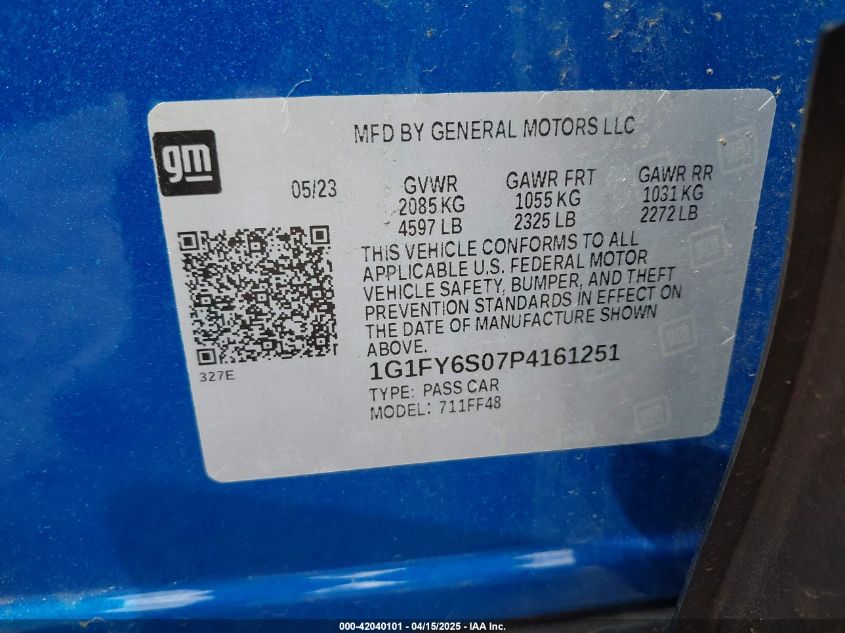 MFD BY GENERAL MOTORS LLC
gm
05/23
GVWR
2085 KG
4597 LB
GAWR FRT
1055 KG
2325 LB
GAWR RR
1031 KG
2272 LB
THIS VEHICLE CONFORMS TO ALL
APPLICABLE U.S. FEDERAL MOTOR
VEHICLE SAFETY, BUMPER, AND THEFT
PREVENTION STANDARDS IN EFFECT ON
THE DATE OF MANUFACTURE SHOWN
ABOVE.
327E
1G1FY6S07P4161251
TYPE: PASS CAR
MODEL: 711FF48
000-42040101 - 04/15/2025 - IAA Inc.